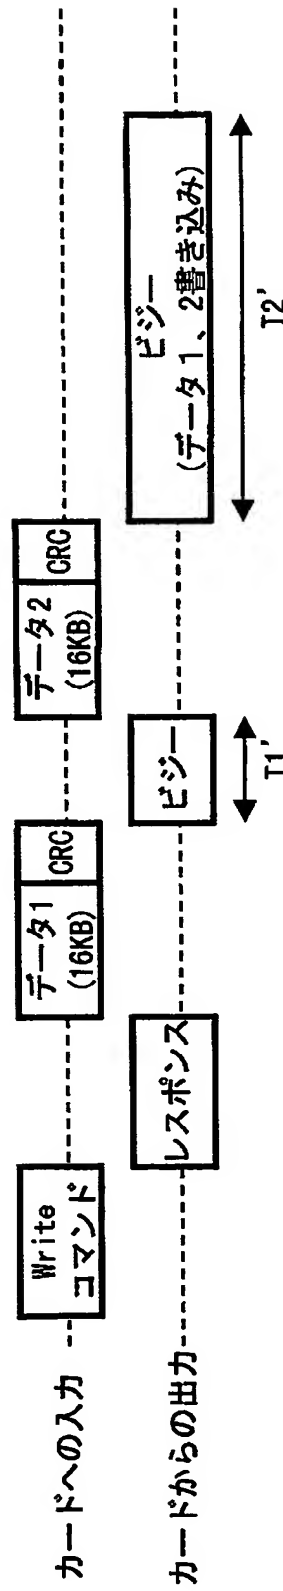 カードへの入力
Write
コマンド
データ1
(16KB)
CRC
データ2
(16KB)
CRC
カードからの出力
レスポンス
ビジー
T1'
ビジー
(データ1、2書き込み)
T2'